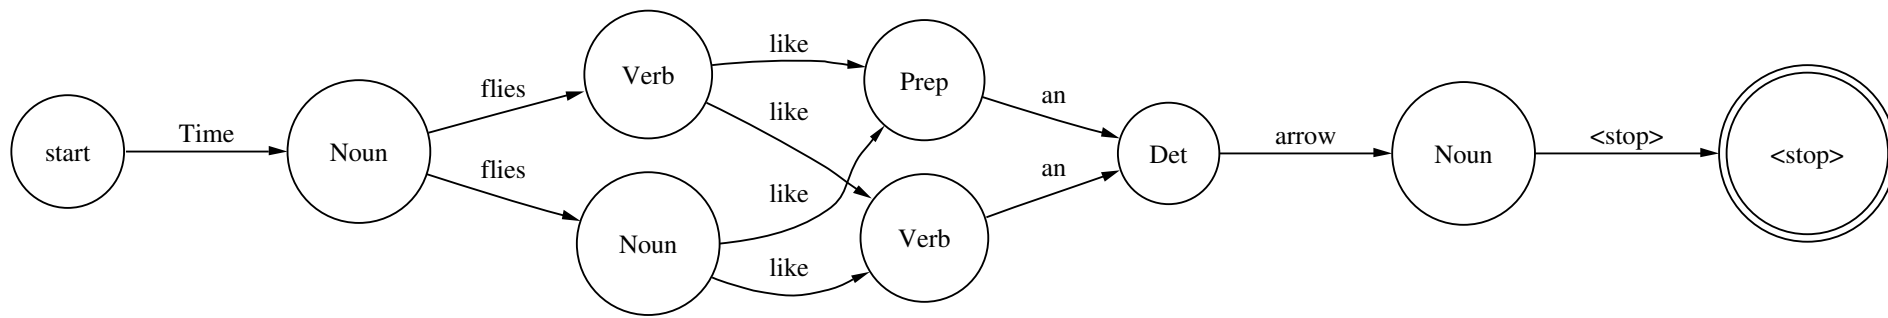 start
Time
Noun
flies
flies
Verb
Noun
like
like
like
like
Prep
Verb
an
an
Det
arrow
Noun
<stop>
<stop>